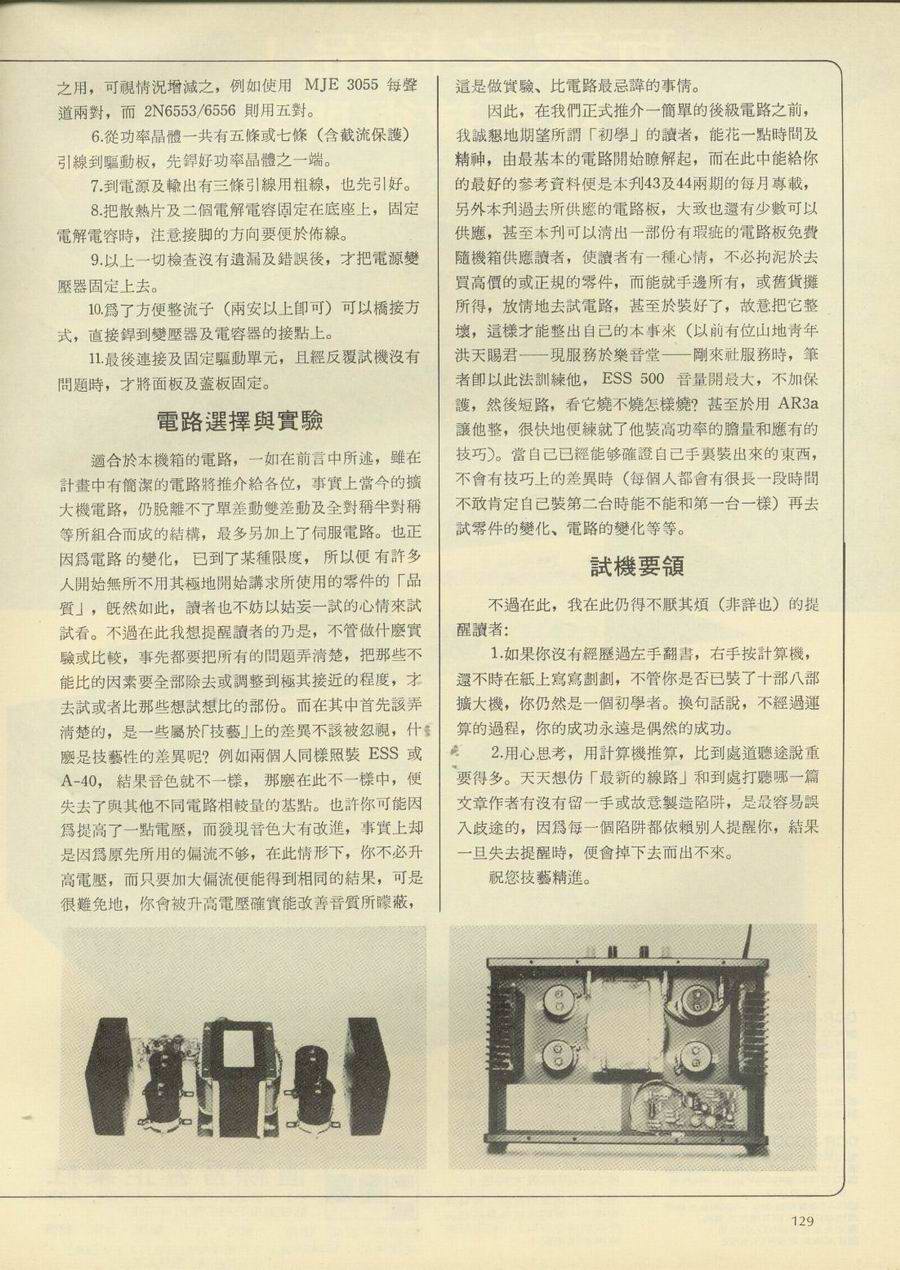 之用，可視情況增減之，例如使用 MJE 3055 每聲
道兩對，而 2N6553/6556 則用五對。
6.從功率晶體一共有五條或七條（含截流保護）
引線到驅動板，先銲好功率晶體之一端。
7.到電源及輸出有三條引線用粗線，也先引好。
8.把散熱片及二個電解電容固定在底座上，固定
電解電容時，注意接脚的方向要便於佈線。
9.以上一切檢查沒有遺漏及錯誤後，才把電源變
壓器固定上去。
10.爲了方便整流子（兩安以上卽可）可以橋接方
式，直接銲到變壓器及電容器的接點上。
11.最後連接及固定驅動單元，且經反覆試機沒有
問題時，才將面板及蓋板固定。
電路選擇與實驗
適合於本機箱的電路，一如在前言中所述，雖在
計畫中有簡潔的電路將推介給各位，事實上當今的擴
大機電路，仍脫離不了單差動雙差動及全對稱半對稱
等所組合而成的結構，最多另加上了伺服電路。也正
因爲電路的變化，已到了某種限度，所以便有許多
人開始無所不用其極地開始講求所使用的零件的「品
質」，旣然如此，讀者也不妨以姑妄一試的心情來試
試看。不過在此我想提醒讀者的乃是，不管做什麼實
驗或比較，事先都要把所有的問題弄清楚，把那些不
能比的因素要全部除去或調整到極其接近的程度，才
去試或者比那些想試想比的部份。而在其中首先該弄
清楚的，是一些屬於「技藝」上的差異不該被忽視，什
麼是技藝性的差異呢？例如兩個人同樣照裝 ESS 或
A-40，結果音色就不一樣，那麼在此不一樣中，便
失去了與其他不同電路相較量的基點。也許你可能因
爲提高了一點電壓，而發現音色大有改進，事實上却
是因爲原先所用的偏流不够，在此情形下，你不必升
高電壓，而只要加大偏流便能得到相同的結果，可是
很難免地，你會被升高電壓確實能改善音質所矇蔽，
這是做實驗、比電路最忌諱的事情。
因此，在我們正式推介一簡單的後級電路之前，
我誠懇地期望所謂「初學」的讀者，能花一點時間及
精神，由最基本的電路開始瞭解起，而在此中能給你
的最好的參考資料便是本刋43及44兩期的每月專載，
另外本刋過去所供應的電路板，大致也還有少數可以
供應，甚至本刋可以清出一部份有瑕疵的電路板免費
隨機箱供應讀者，使讀者有一種心情，不必拘泥於去
買高價的或正規的零件，而能就手邊所有，或舊貨攤
所得，放情地去試電路，甚至於裝好了，故意把它整
壞，這樣才能整出自己的本事來（以前有位山地青年
洪天賜君——現服務於樂音堂——剛來社服務時，筆
者卽以此法訓練他，ESS 500 音量開最大，不加保
護，然後短路，看它燒不燒怎樣燒？甚至於用 AR3a
讓他整，很快地便練就了他裝高功率的膽量和應有的
技巧）。當自己已經能够確證自己手裏裝出來的東西，
不會有技巧上的差異時（每個人都會有很長一段時間
不敢肯定自己裝第二台時能不能和第一台一樣）再去
試零件的變化、電路的變化等等。
試機要領
不過在此，我在此仍得不厭其煩（非詳也）的提
醒讀者：
1.如果你沒有經歷過左手翻書，右手按計算機，
還不時在紙上寫寫劃劃，不管你是否已裝了十部八部
擴大機，你仍然是一個初學者。換句話說，不經過運
算的過程，你的成功永遠是偶然的成功。
2.用心思考，用計算機推算，比到處道聽途說重
要得多。天天想仿「最新的線路」和到處打聽哪一篇
文章作者有沒有留一手或故意製造陷阱，是最容易誤
入歧途的，因爲每一個陷阱都依賴別人提醒你，結果
一旦失去提醒時，便會掉下去而出不來。
祝您技藝精進。
129